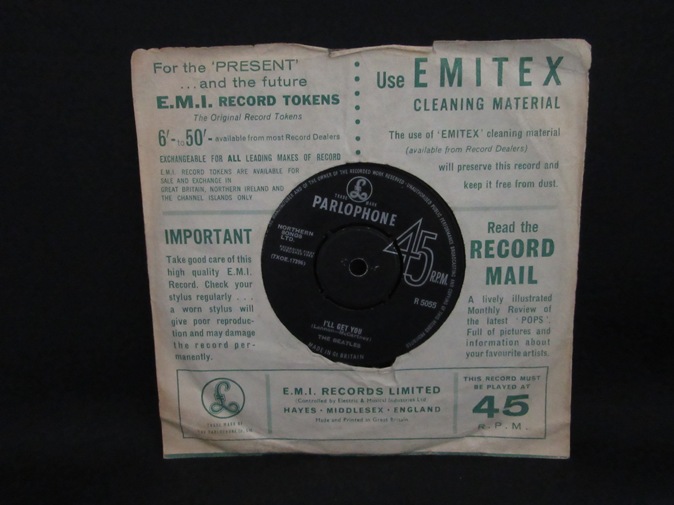 For the 'PRESENT'
...and the future
E.M.I. RECORD TOKENS
The Original Record Tokens
6/- to 50/- available from most Record Dealers
EXCHANGEABLE FOR ALL LEADING MAKES OF RECORD
E.M.I. RECORD TOKENS ARE AVAILABLE FOR
SALE AND EXCHANGE IN
GREAT BRITAIN, NORTHERN IRELAND AND
THE CHANNEL ISLANDS ONLY
Use EMITEX
CLEANING MATERIAL
The use of 'EMITEX' cleaning material
(available from Record Dealers)
will preserve this record and
keep it free from dust.
IMPORTANT
Take good care of this
high quality E.M.I.
Record. Check your
stylus regularly ...
a worn stylus will
give poor reproduc-
tion and may damage
the record per-
manently.
TRADE MARK
PARLOPHONE
NORTHERN
SONGS
LTD.
45 R.P.M.
R 5055
I'LL GET YOU
(Lennon-McCartney)
THE BEATLES
MADE IN Gt. BRITAIN
Read the
RECORD
MAIL
A lively illustrated
Monthly Review of
the latest 'POPS'.
Full of pictures and
information about
your favourite artists.
TRADE MARK OF
E.M.I. RECORDS LIMITED
(Controlled by Electric & Musical Industries Ltd.
HAYES • MIDDLESEX • ENGLAND
Made and Printed in Great Britain
THIS RECORD MUST
BE PLAYED AT
45
R.P.M.